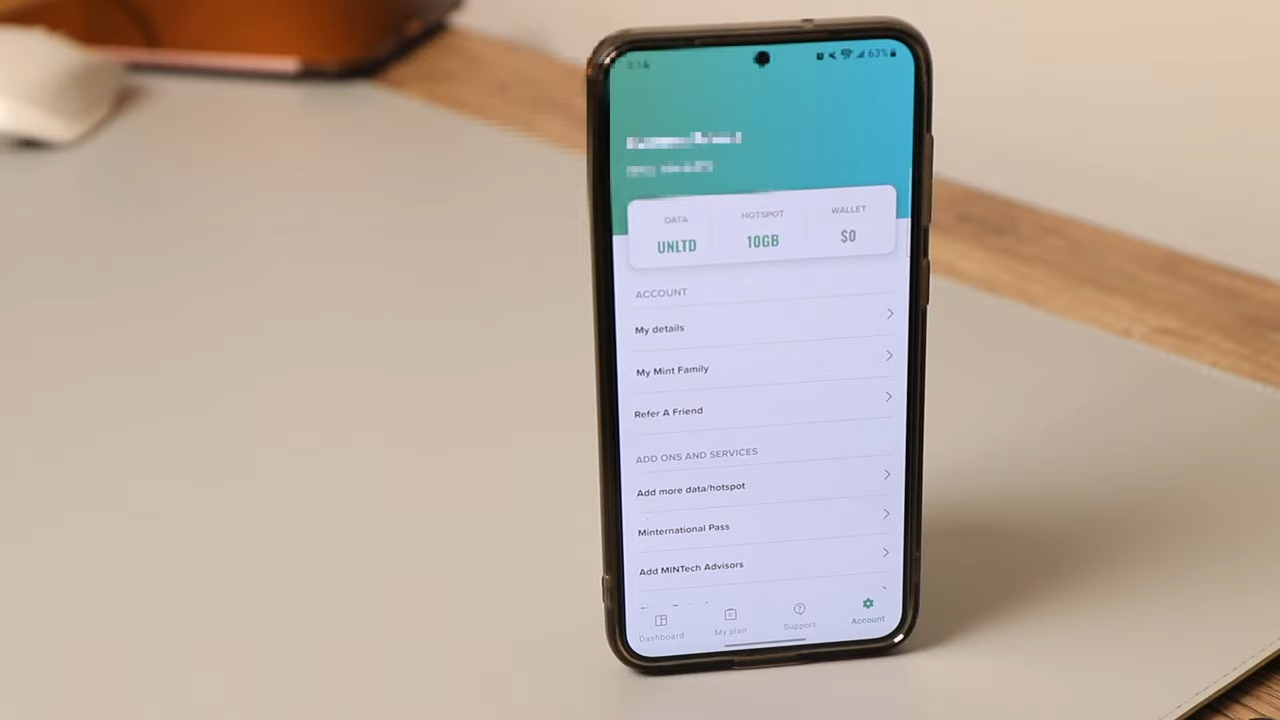 63%
DATA HOTSPOT WALLET
UNLTD 10GB $0
ACCOUNT
My details
My Mint Family
Refer A Friend
ADD ONS AND SERVICES
Add more data/hotspot
Minternational Pass
Add MINTech Advisors
Dashboard My plan Support Account